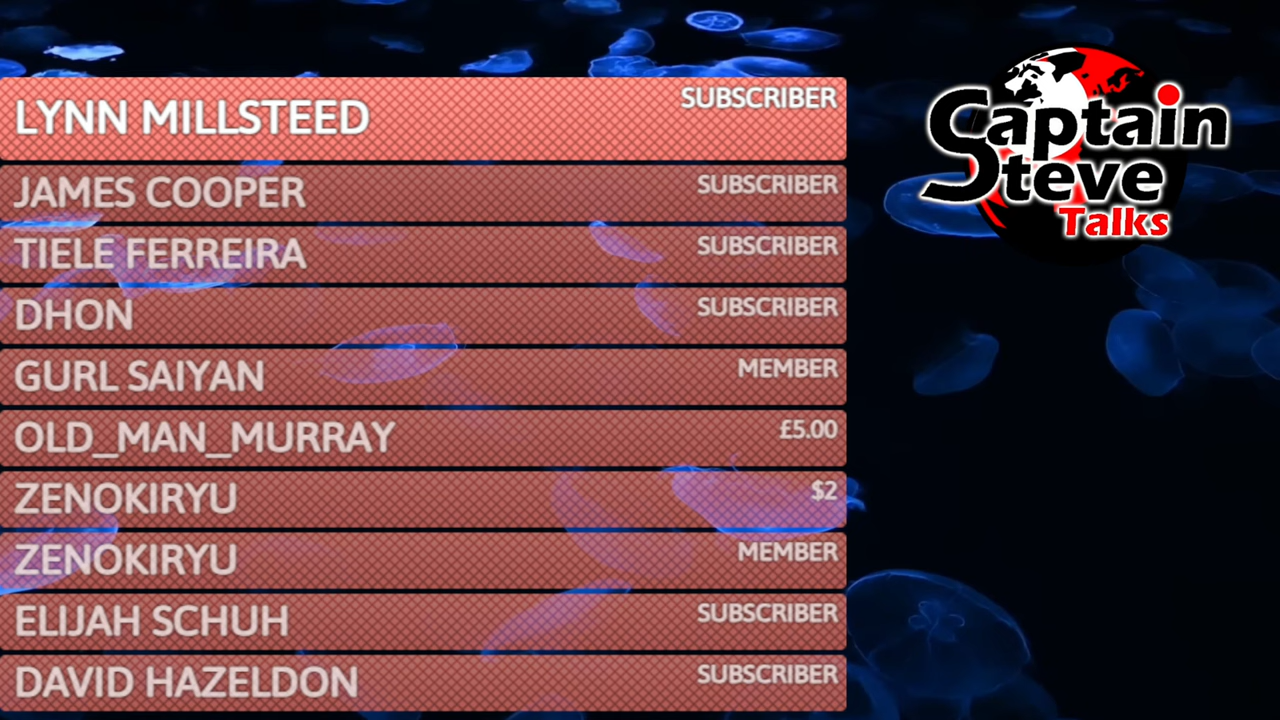 LYNN MILLSTEED SUBSCRIBER
JAMES COOPER SUBSCRIBER
TIELE FERREIRA SUBSCRIBER
DHON SUBSCRIBER
GURL SAIYAN MEMBER
OLD_MAN_MURRAY £5.00
ZENOKIRYU $2
ZENOKIRYU MEMBER
ELIJAH SCHUH SUBSCRIBER
DAVID HAZELDON SUBSCRIBER
Captain
Steve
Talks